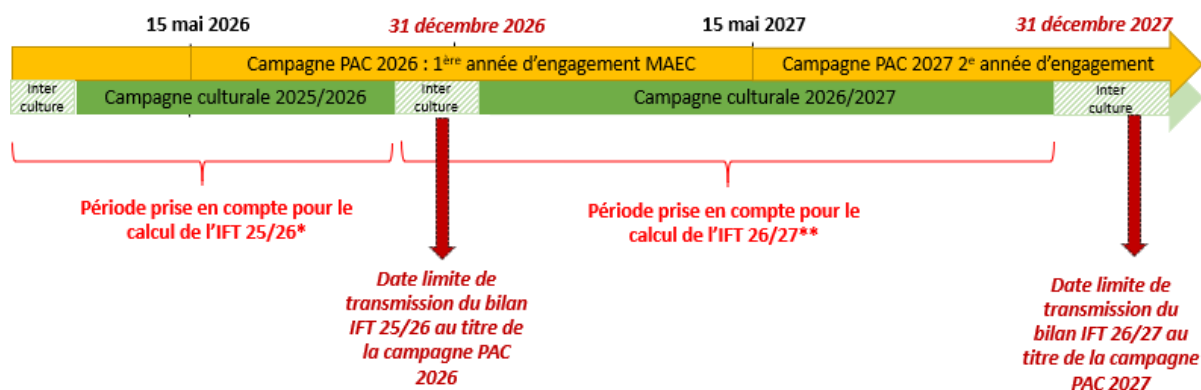 15 mai 2026
31 décembre 2026
15 mai 2027
31 décembre 2027
Campagne PAC 2026 : 1ère année d'engagement MAEC
Campagne PAC 2027 2e année d'engagement
Inter
culture
Campagne culturale 2025/2026
Inter
culture
Campagne culturale 2026/2027
Inter
culture
Période prise en compte pour le
calcul de l'IFT 25/26*
Période prise en compte pour le
calcul de l'IFT 26/27**
Date limite de
transmission du bilan
IFT 25/26 au titre de
la campagne PAC
2026
Date limite de
transmission du
bilan IFT 26/27 au
titre de la campagne
PAC 2027